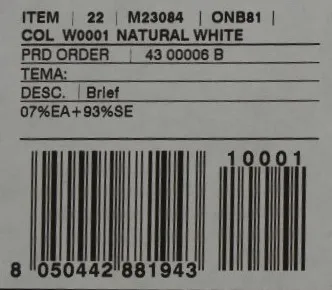 ITEM | 22 | M23084 | ONB81 |
COL W0001 NATURAL WHITE
PRD ORDER | 43 00006 B
TEMA:
DESC. | Brief
07%EA+93%SE
10001
8 050442 881943